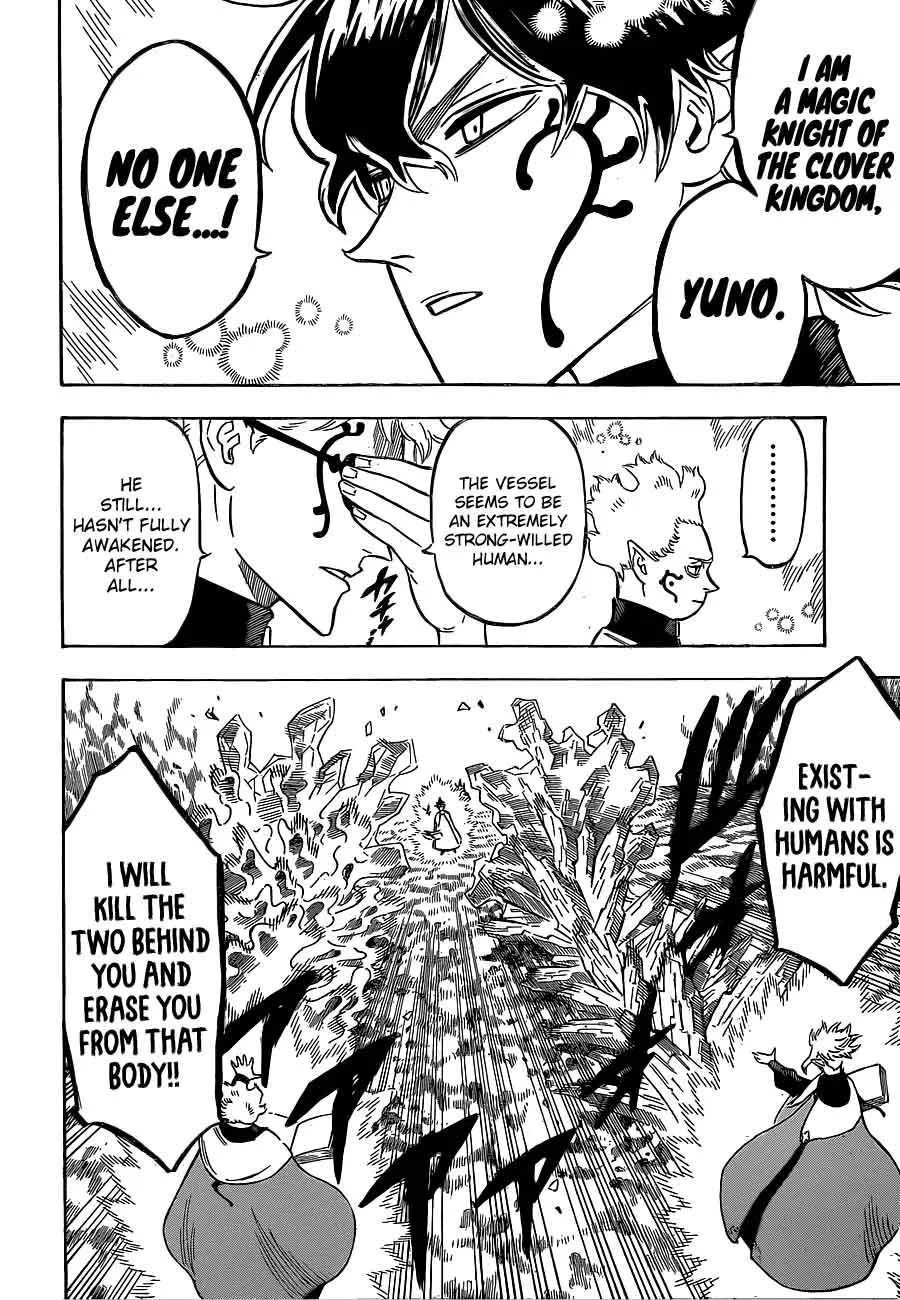 I AM
A MAGIC
KNIGHT OF
THE CLOVER
KINGDOM,
YUNO.
NO ONE
ELSE...!
.........
THE VESSEL
SEEMS TO BE
AN EXTREMELY
STRONG-WILLED
HUMAN...
HE
STILL...
HASN'T FULLY
AWAKENED.
AFTER
ALL...
EXIST-
ING WITH
HUMANS IS
HARMFUL.
I WILL
KILL THE
TWO BEHIND
YOU AND
ERASE YOU
FROM THAT
BODY!!